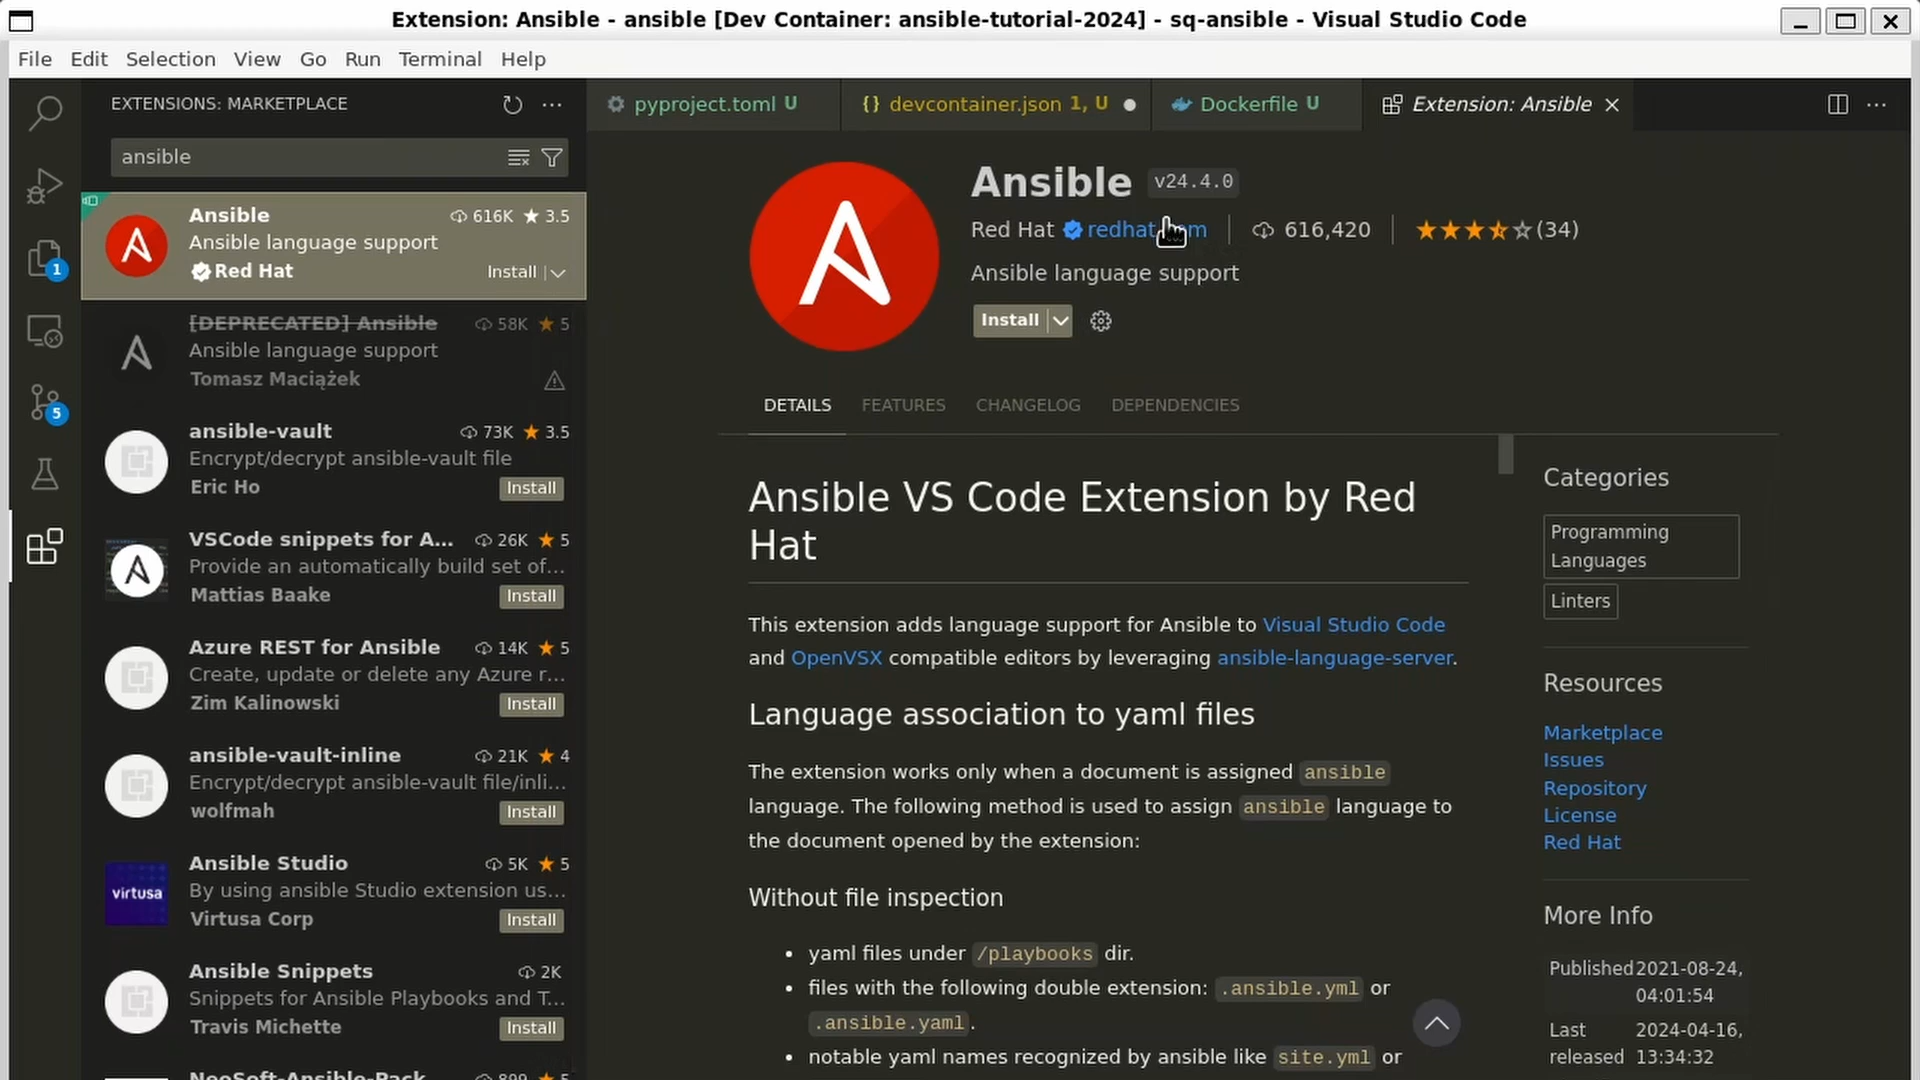 Extension: Ansible - ansible [Dev Container: ansible-tutorial-2024] - sq-ansible - Visual Studio Code
File Edit Selection View Go Run Terminal Help
EXTENSIONS: MARKETPLACE
pyproject.toml U
devcontainer.json 1, U
Dockerfile U
Extension: Ansible
ansible
1
5
Ansible 616K 3.5
Ansible language support
Red Hat Install
[DEPRECATED] Ansible 58K 5
Ansible language support
Tomasz Maciążek
ansible-vault 73K 3.5
Encrypt/decrypt ansible-vault file
Eric Ho Install
VSCode snippets for A... 26K 5
Provide an automatically build set of...
Mattias Baake Install
Azure REST for Ansible 14K 5
Create, update or delete any Azure r...
Zim Kalinowski Install
ansible-vault-inline 21K 4
Encrypt/decrypt ansible-vault file/inli...
wolfmah Install
virtusa
Ansible Studio 5K 5
By using ansible Studio extension us...
Virtusa Corp Install
Ansible Snippets 2K
Snippets for Ansible Playbooks and T...
Travis Michette Install
NeoSoft-Ansible-Pack 899 5
Ansible v24.4.0
Red Hat 616,420 (34)
Ansible language support
Install
DETAILS FEATURES CHANGELOG DEPENDENCIES
Ansible VS Code Extension by Red
Hat
This extension adds language support for Ansible to Visual Studio Code
and OpenVSX compatible editors by leveraging ansible-language-server.
Language association to yaml files
The extension works only when a document is assigned ansible
language. The following method is used to assign ansible language to
the document opened by the extension:
Without file inspection
• yaml files under /playbooks dir.
• files with the following double extension: .ansible.yml or
.ansible.yaml.
• notable yaml names recognized by ansible like site.yml or
Categories
Programming
Languages
Linters
Resources
Marketplace
Issues
Repository
License
Red Hat
More Info
Published 2021-08-24,
04:01:54
Last 2024-04-16,
released 13:34:32